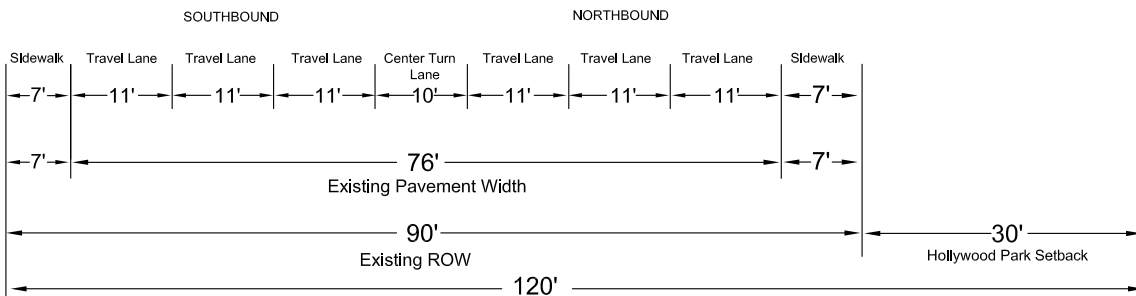 SOUTHBOUND NORTHBOUND
Sidewalk Travel Lane Travel Lane Travel Lane Center Turn Travel Lane Travel Lane Travel Lane Sidewalk
Lane
7' 11' 11' 11' 10' 11' 11' 11' 7'
7' 76' 7'
Existing Pavement Width
90' 30'
Existing ROW Hollywood Park Setback
120'